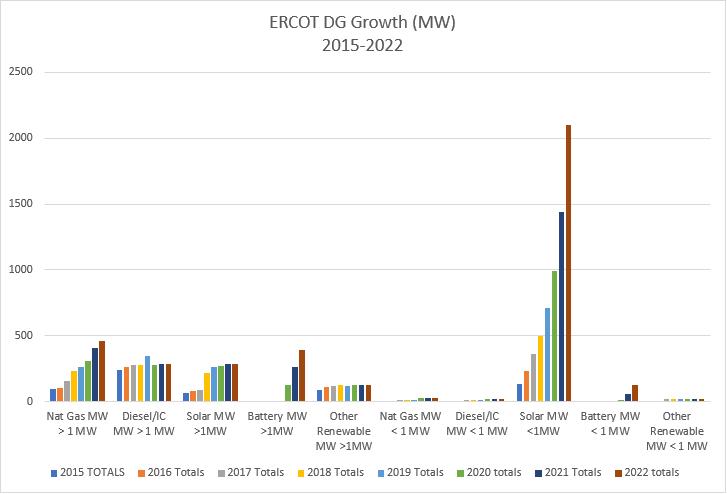 ERCOT DG Growth (MW)
2015-2022
2500
2000
1500
1000
500
0
Nat Gas MW
> 1 MW
Diesel/IC
MW > 1 MW
Solar MW
>1MW
Battery MW
>1MW
Other
Renewable
MW >1MW
Nat Gas MW
< 1 MW
Diesel/IC
MW < 1 MW
Solar MW
<1MW
Battery MW
< 1 MW
Other
Renewable
MW < 1 MW
2015 TOTALS
2016 Totals
2017 Totals
2018 Totals
2019 Totals
2020 totals
2021 Totals
2022 totals